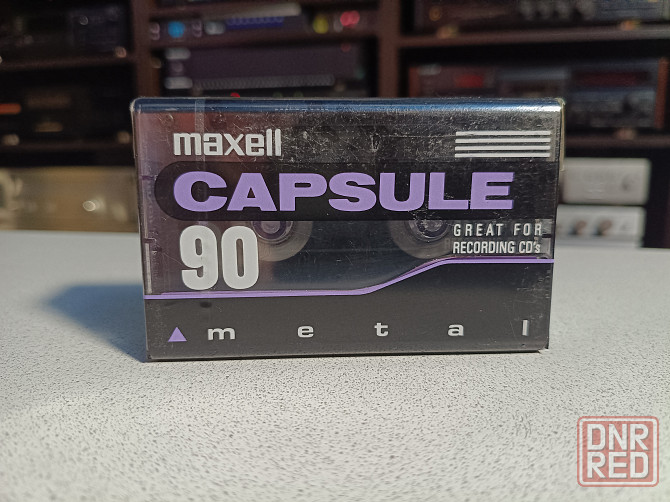 maxell
CAPSULE
90
GREAT FOR
RECORDING CD's
metal
DNR
RED